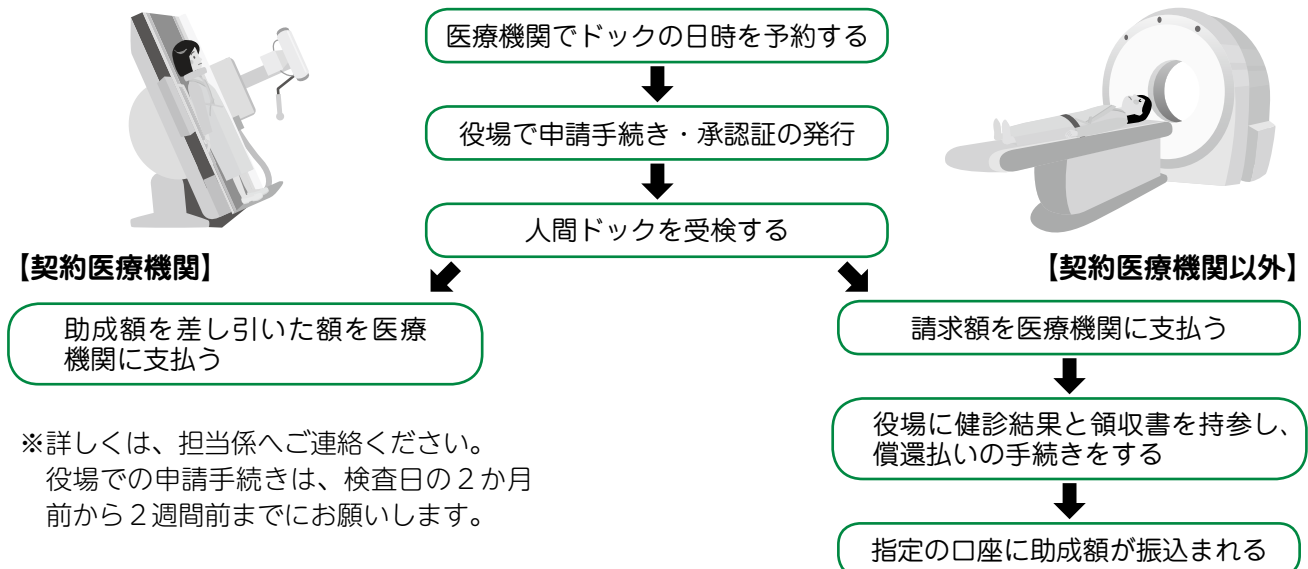 医療機関でドックの日時を予約する
役場で申請手続き・承認証の発行
人間ドックを受検する
【契約医療機関】
助成額を差し引いた額を医療
機関に支払う
※詳しくは、担当係へご連絡ください。
役場での申請手続きは、検査日の２か月
前から２週間前までにお願いします。
【契約医療機関以外】
請求額を医療機関に支払う
役場に健診結果と領収書を持参し、
償還払いの手続きをする
指定の口座に助成額が振込まれる